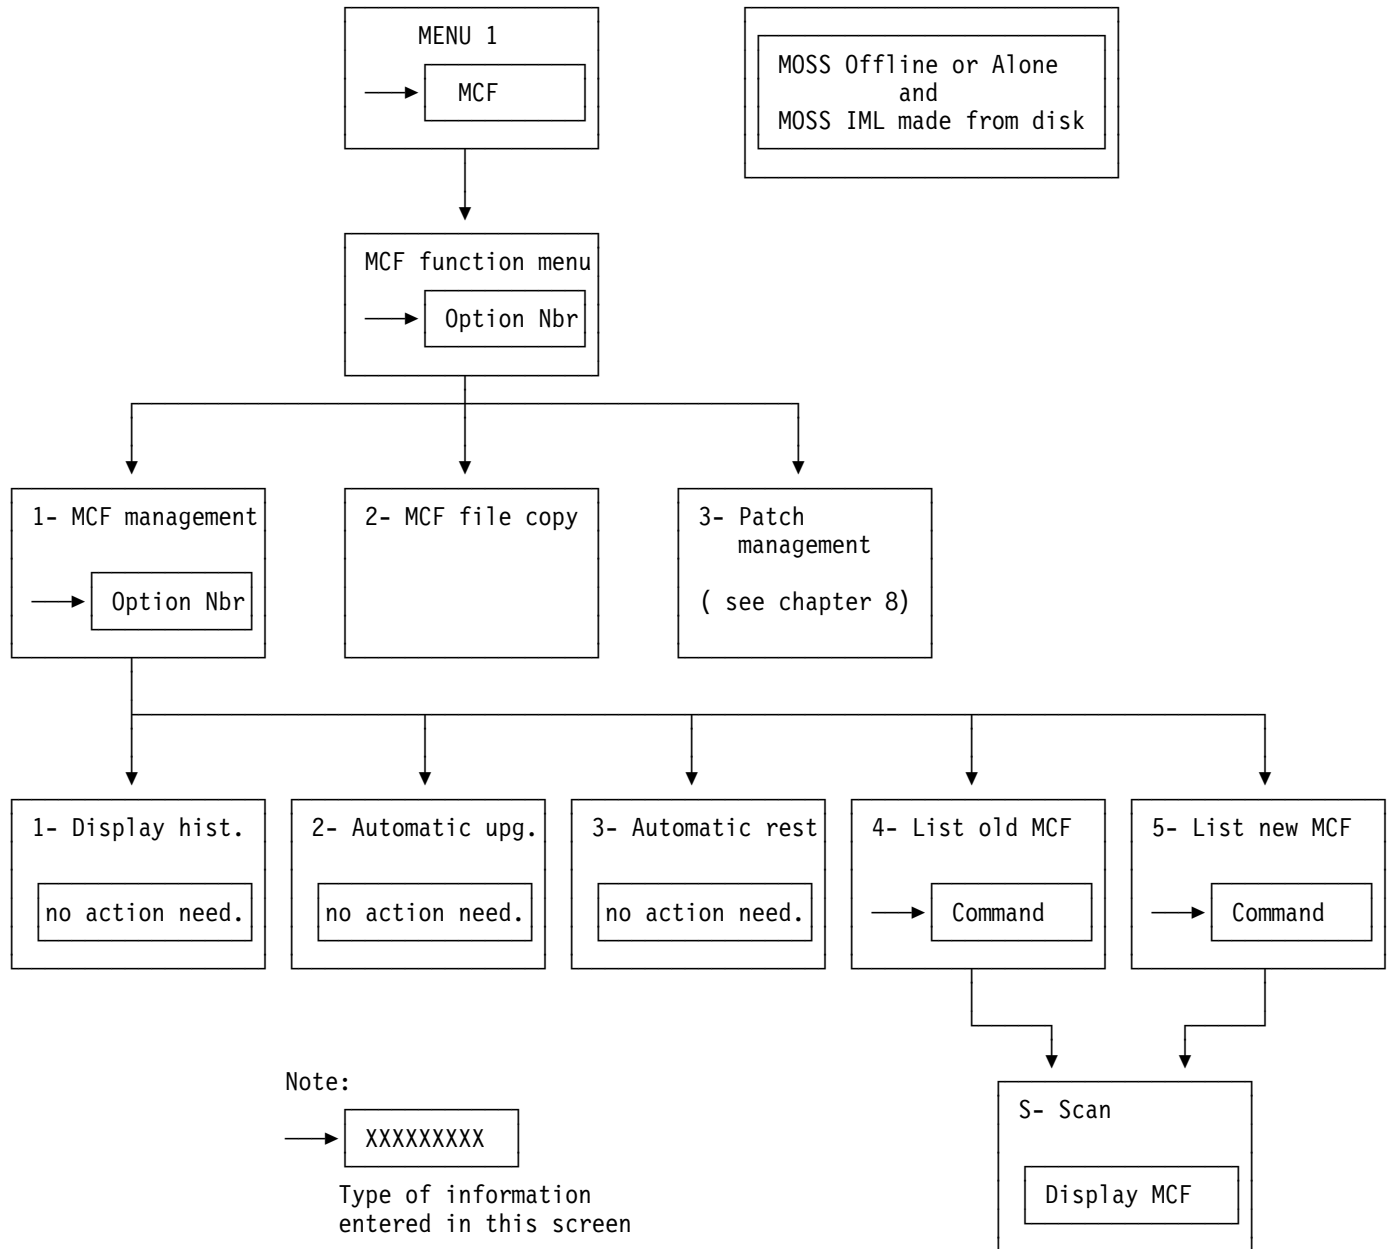 MENU 1
MCF
MOSS Offline or Alone
and
MOSS IML made from disk
MCF function menu
Option Nbr
1- MCF management
Option Nbr
2- MCF file copy
3- Patch
management
( see chapter 8)
1- Display hist.
no action need.
2- Automatic upg.
no action need.
3- Automatic rest
no action need.
4- List old MCF
Command
5- List new MCF
Command
Note:
XXXXXXXXX
Type of information
entered in this screen
S- Scan
Display MCF